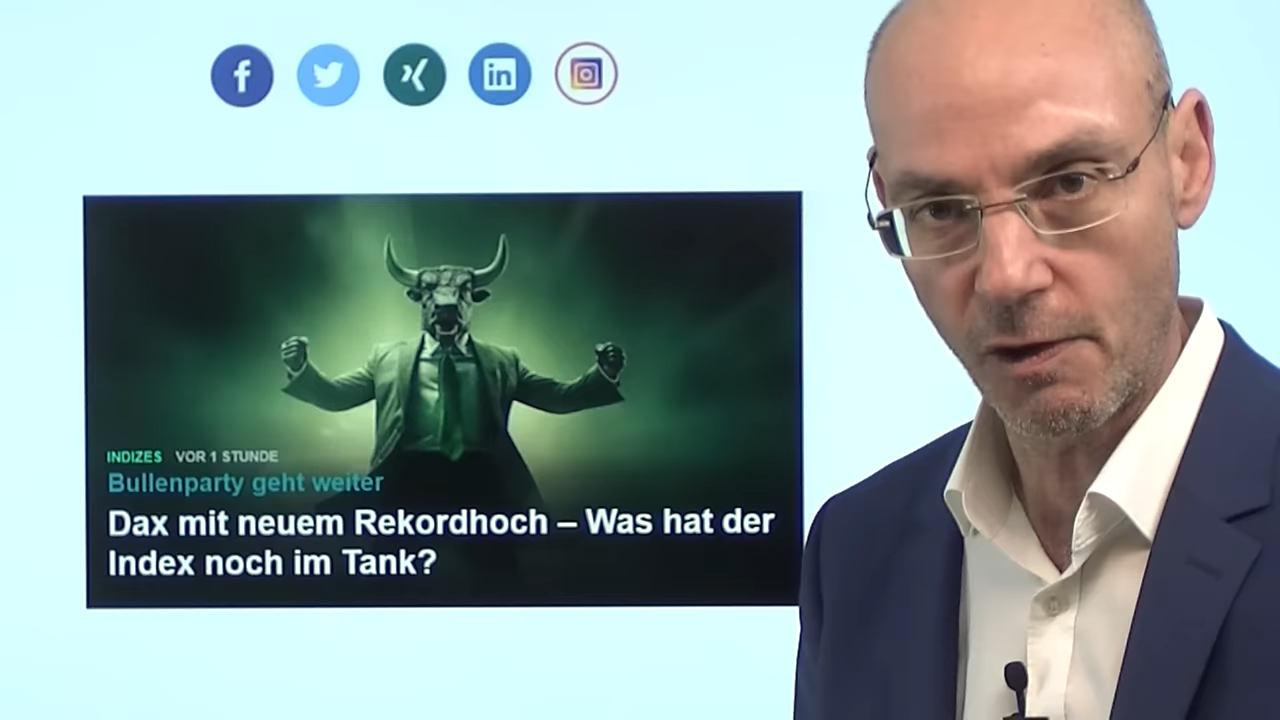 INDIZES VOR 1 STUNDE
Bullenparty geht weiter
Dax mit neuem Rekordhoch – Was hat der
Index noch im Tank?